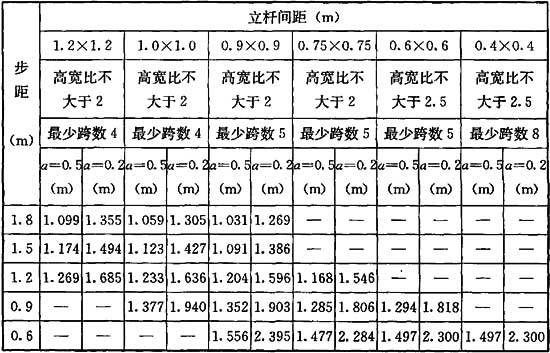 步距(m)
立杆间距(m)
1.2×1.2 1.0×1.0 0.9×0.9 0.75×0.75 0.6×0.6 0.4×0.4
高宽比不 高宽比不 高宽比不 高宽比不 高宽比不 高宽比不
大于2 大于2 大于2 大于2 大于2.5 大于2.5
最少跨数4 最少跨数4 最少跨数5 最少跨数5 最少跨数5 最少跨数8
a=0.5 a=0.2 a=0.5 a=0.2 a=0.5 a=0.2 a=0.5 a=0.2 a=0.5 a=0.2 a=0.5 a=0.2
(m) (m) (m) (m) (m) (m) (m) (m) (m) (m) (m) (m)
1.8 1.099 1.355 1.059 1.305 1.031 1.269 — — — — — —
1.5 1.174 1.494 1.123 1.427 1.091 1.386 — — — — — —
1.2 1.269 1.685 1.233 1.636 1.204 1.596 1.168 1.546 — — — —
0.9 — — 1.377 1.940 1.352 1.903 1.285 1.806 1.294 1.818 — —
0.6 — — — — 1.556 2.395 1.477 2.284 1.497 2.300 1.497 2.300